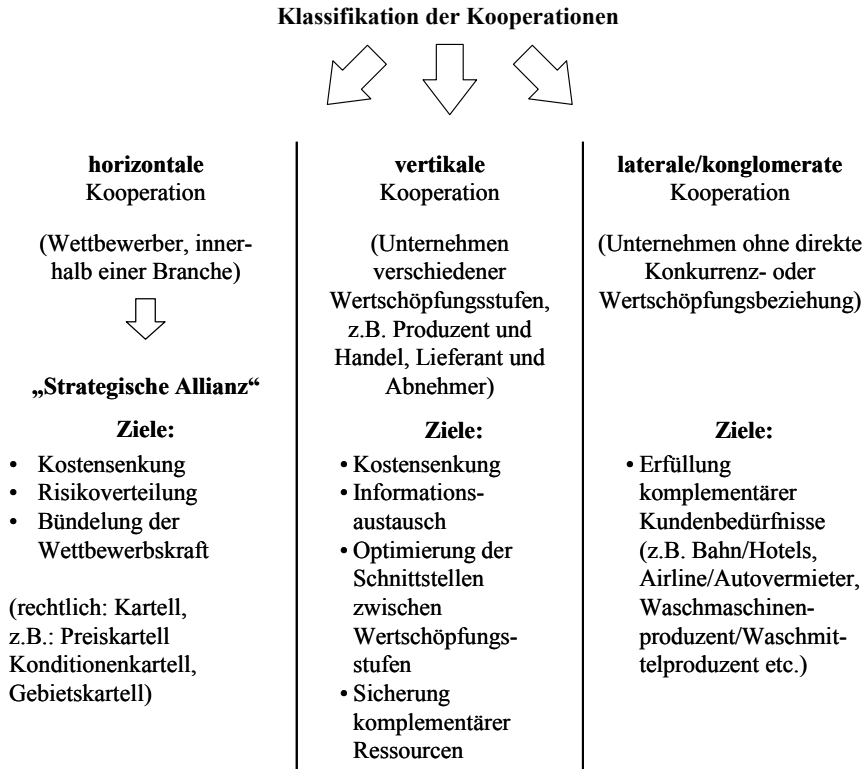 Klassifikation der Kooperationen
horizontale
Kooperation
(Wettbewerber, inner-
halb einer Branche)
„Strategische Allianz“
Ziele:
• Kostensenkung
• Risikoverteilung
• Bündelung der
Wettbewerbskraft
(rechtlich: Kartell,
z.B.: Preiskartell
Konditionenkartell,
Gebietskartell)
vertikale
Kooperation
(Unternehmen
verschiedener
Wertschöpfungsstufen,
z.B. Produzent und
Handel, Lieferant und
Abnehmer)
Ziele:
• Kostensenkung
• Informations-
austausch
• Optimierung der
Schnittstellen
zwischen
Wertschöpfungs-
stufen
• Sicherung
komplementärer
Ressourcen
laterale/konglomerate
Kooperation
(Unternehmen ohne direkte
Konkurrenz- oder
Wertschöpfungsbeziehung)
Ziele:
• Erfüllung
komplementärer
Kundenbedürfnisse
(z.B. Bahn/Hotels,
Airline/Autovermieter,
Waschmaschinen-
produzent/Waschmit-
telproduzent etc.)